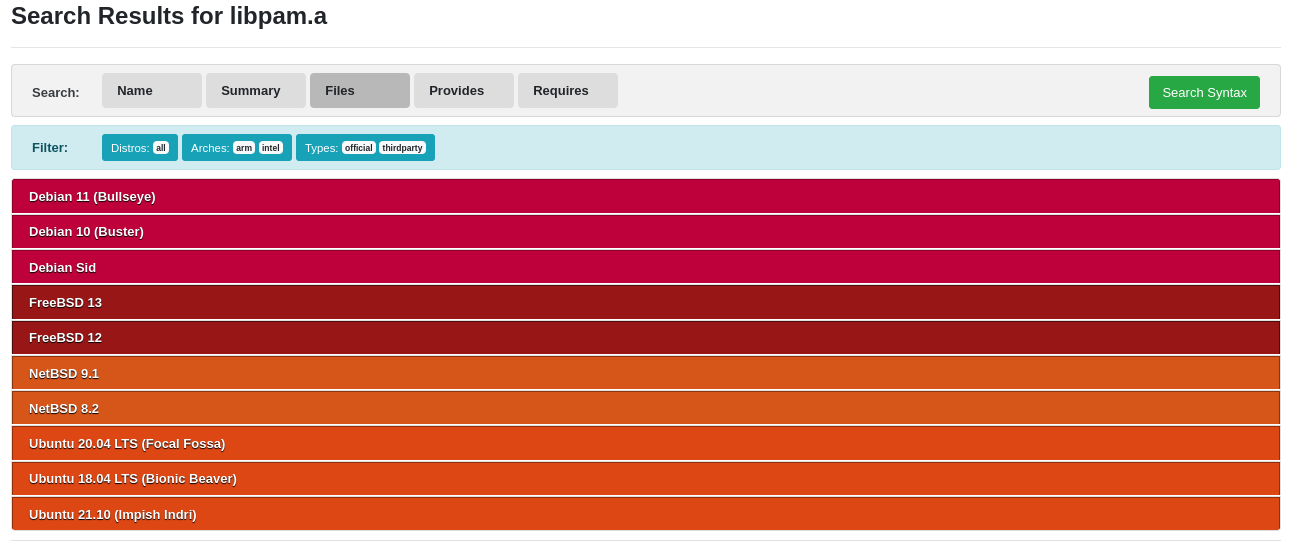 Search Results for libpam.a
Search: Name Summary Files Provides Requires Search Syntax
Filter: Distros: all Arches: arm intel Types: official thirdparty
Debian 11 (Bullseye)
Debian 10 (Buster)
Debian Sid
FreeBSD 13
FreeBSD 12
NetBSD 9.1
NetBSD 8.2
Ubuntu 20.04 LTS (Focal Fossa)
Ubuntu 18.04 LTS (Bionic Beaver)
Ubuntu 21.10 (Impish Indri)